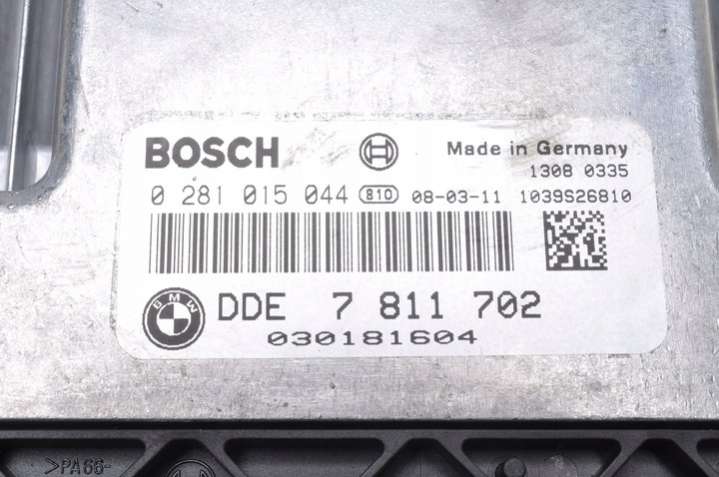 BOSCH
Made in Germany
1308 0335
0 281 015 044 810 08-03-11 1039S26810
BMW
DDE 7 811 702
030181604
>PA66-